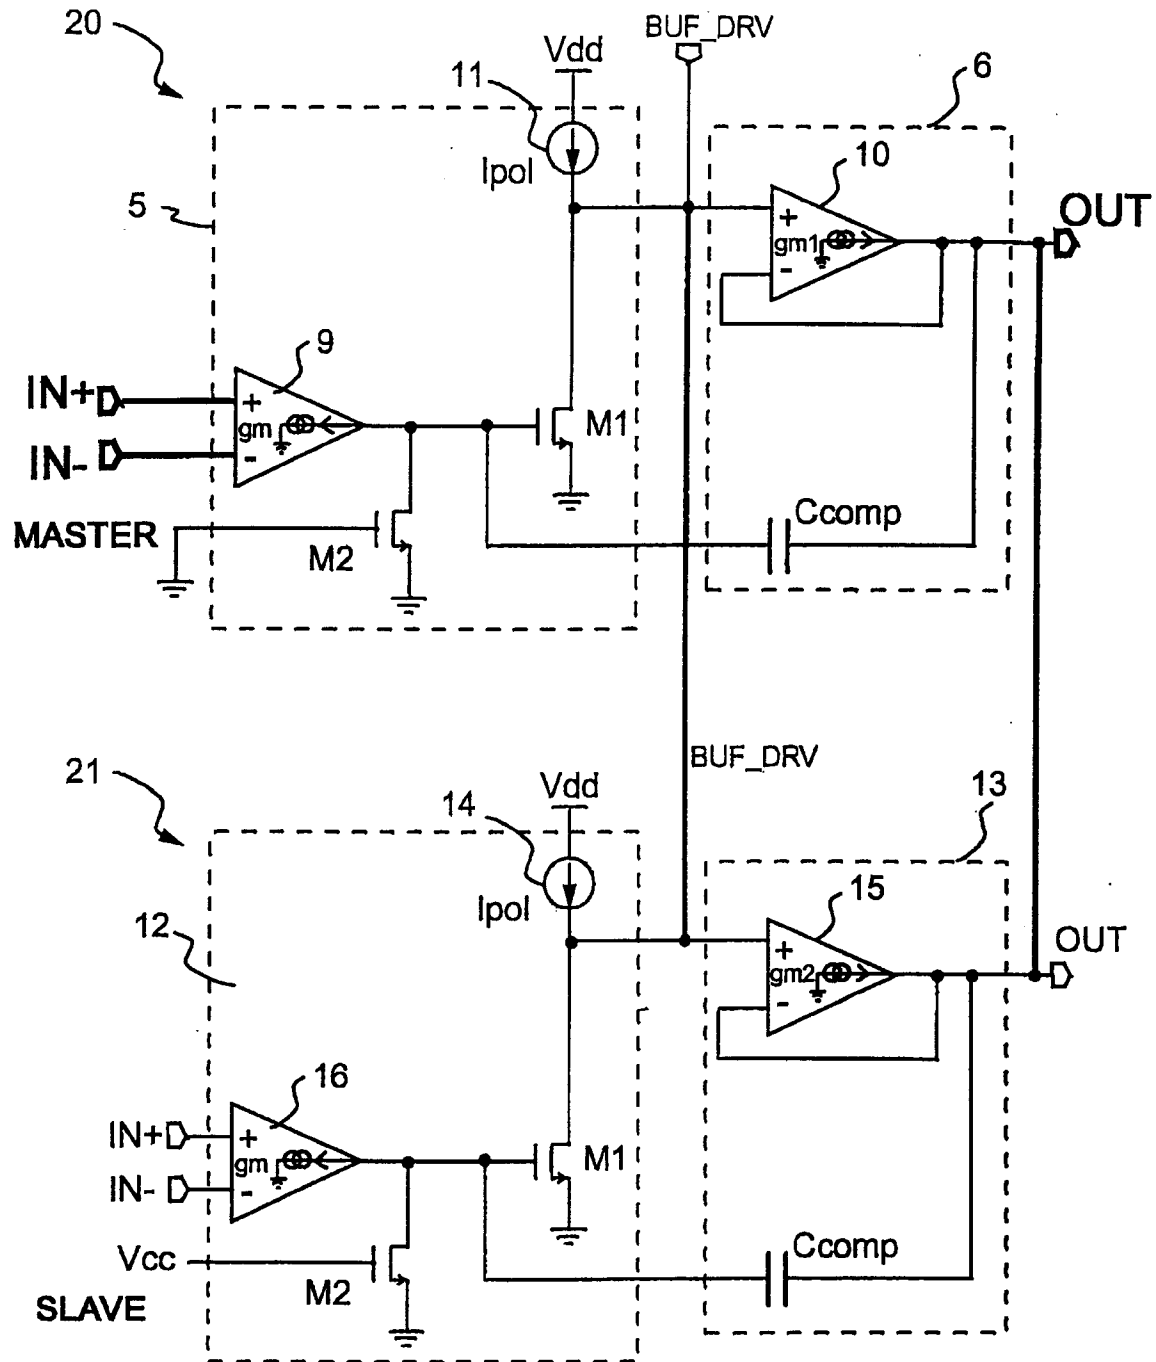 20
BUF_DRV
Vdd
11
6
Ipol
10
5
+
gm1
-
OUT
9
IN+
+
gm
-
IN-
M1
MASTER
M2
Ccomp
BUF_DRV
21
Vdd
14
13
Ipol
15
12
+
gm2
-
OUT
16
IN+
+
gm
-
IN-
M1
Vcc
M2
Ccomp
SLAVE